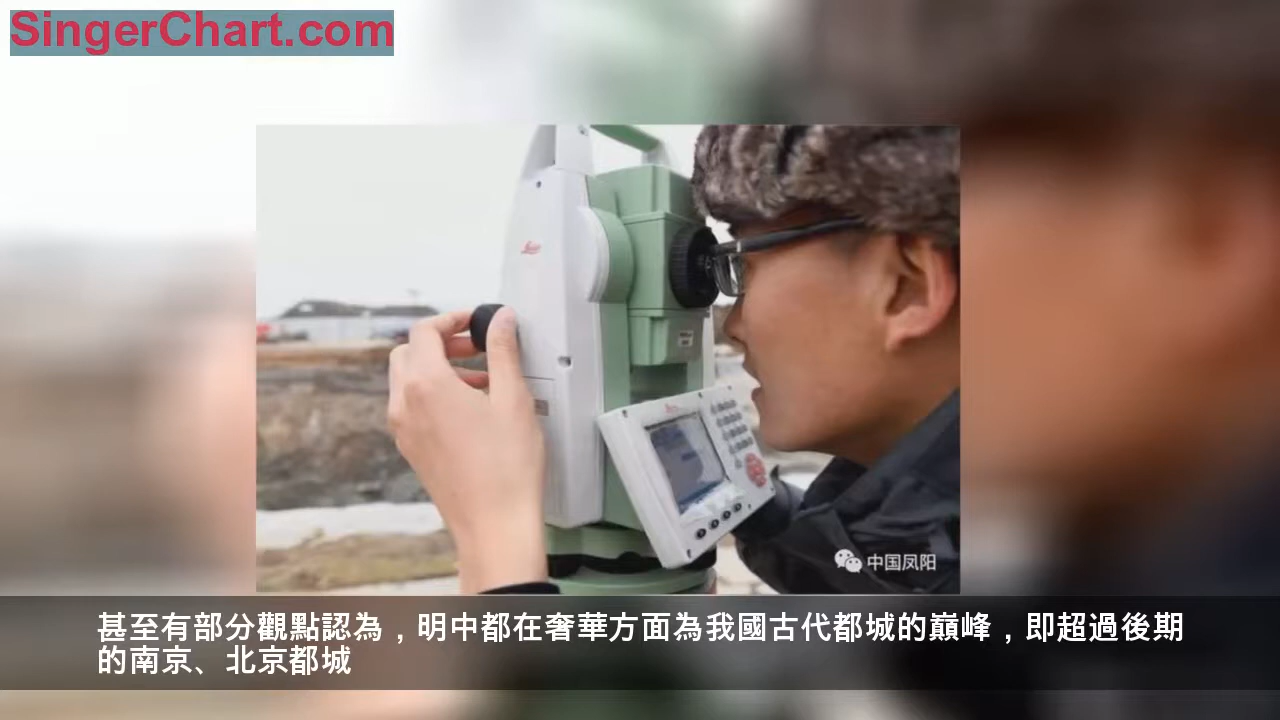 SingerChart.com
Leica
中国凤阳
甚至有部分觀點認為，明中都在奢華方面為我國古代都城的巔峰，即超過後期
的南京、北京都城